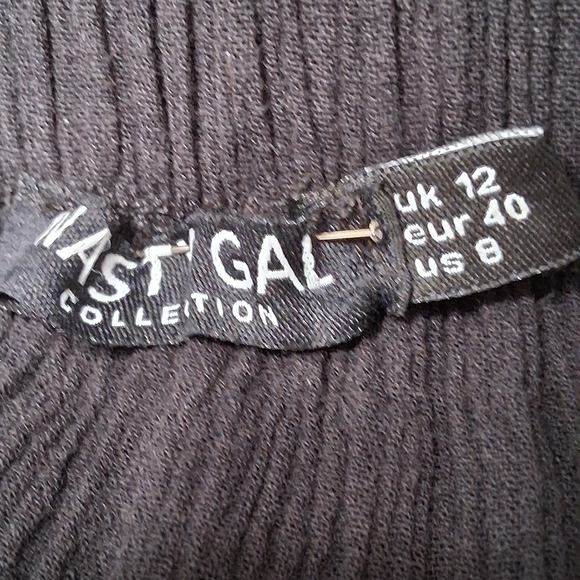 NAST GAL
COLLECTION
uk 12
eur 40
us 8